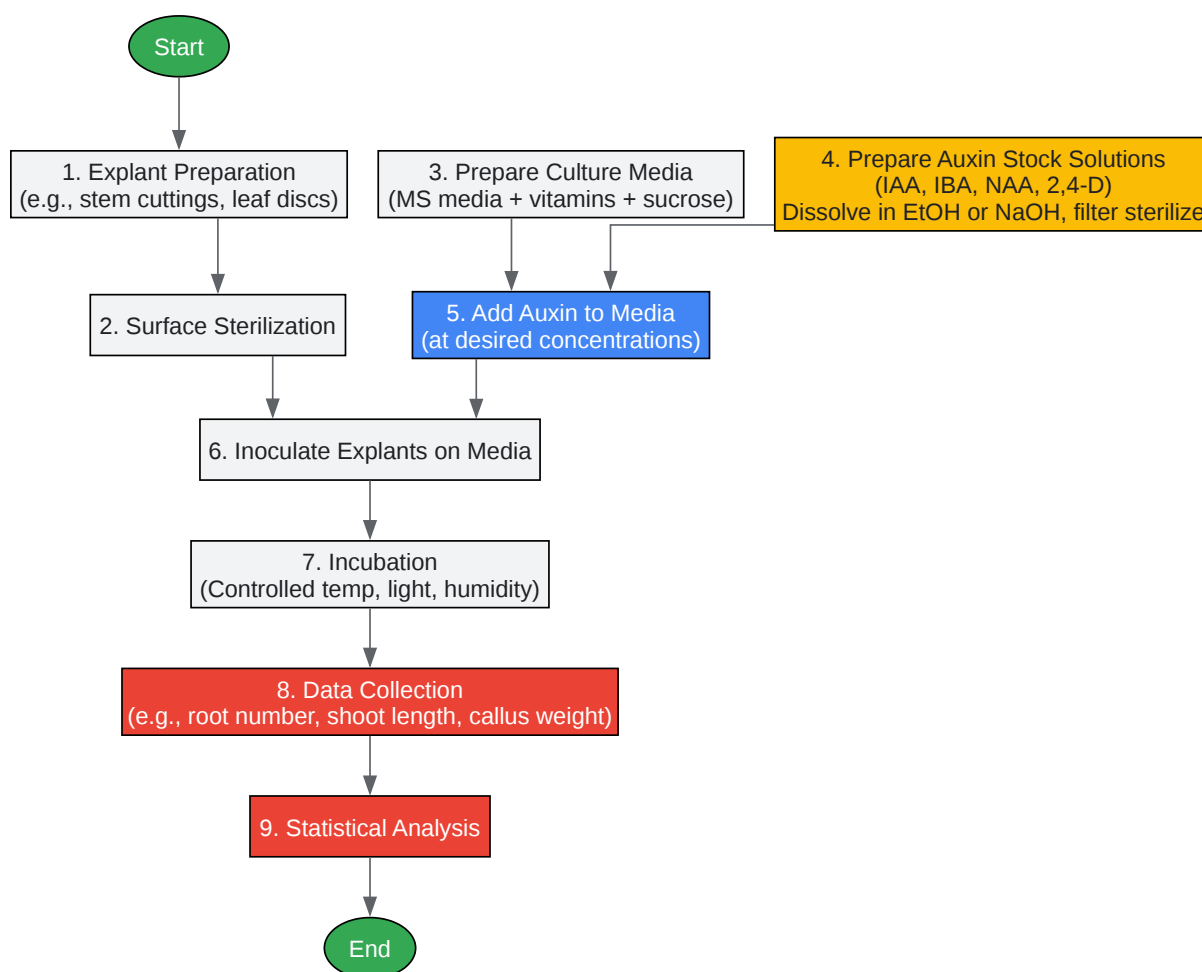 Start
1. Explant Preparation
(e.g., stem cuttings, leaf discs)
3. Prepare Culture Media
(MS media + vitamins + sucrose)
4. Prepare Auxin Stock Solutions
(IAA, IBA, NAA, 2,4-D)
Dissolve in EtOH or NaOH, filter sterilize
2. Surface Sterilization
5. Add Auxin to Media
(at desired concentrations)
6. Inoculate Explants on Media
7. Incubation
(Controlled temp, light, humidity)
8. Data Collection
(e.g., root number, shoot length, callus weight)
9. Statistical Analysis
End